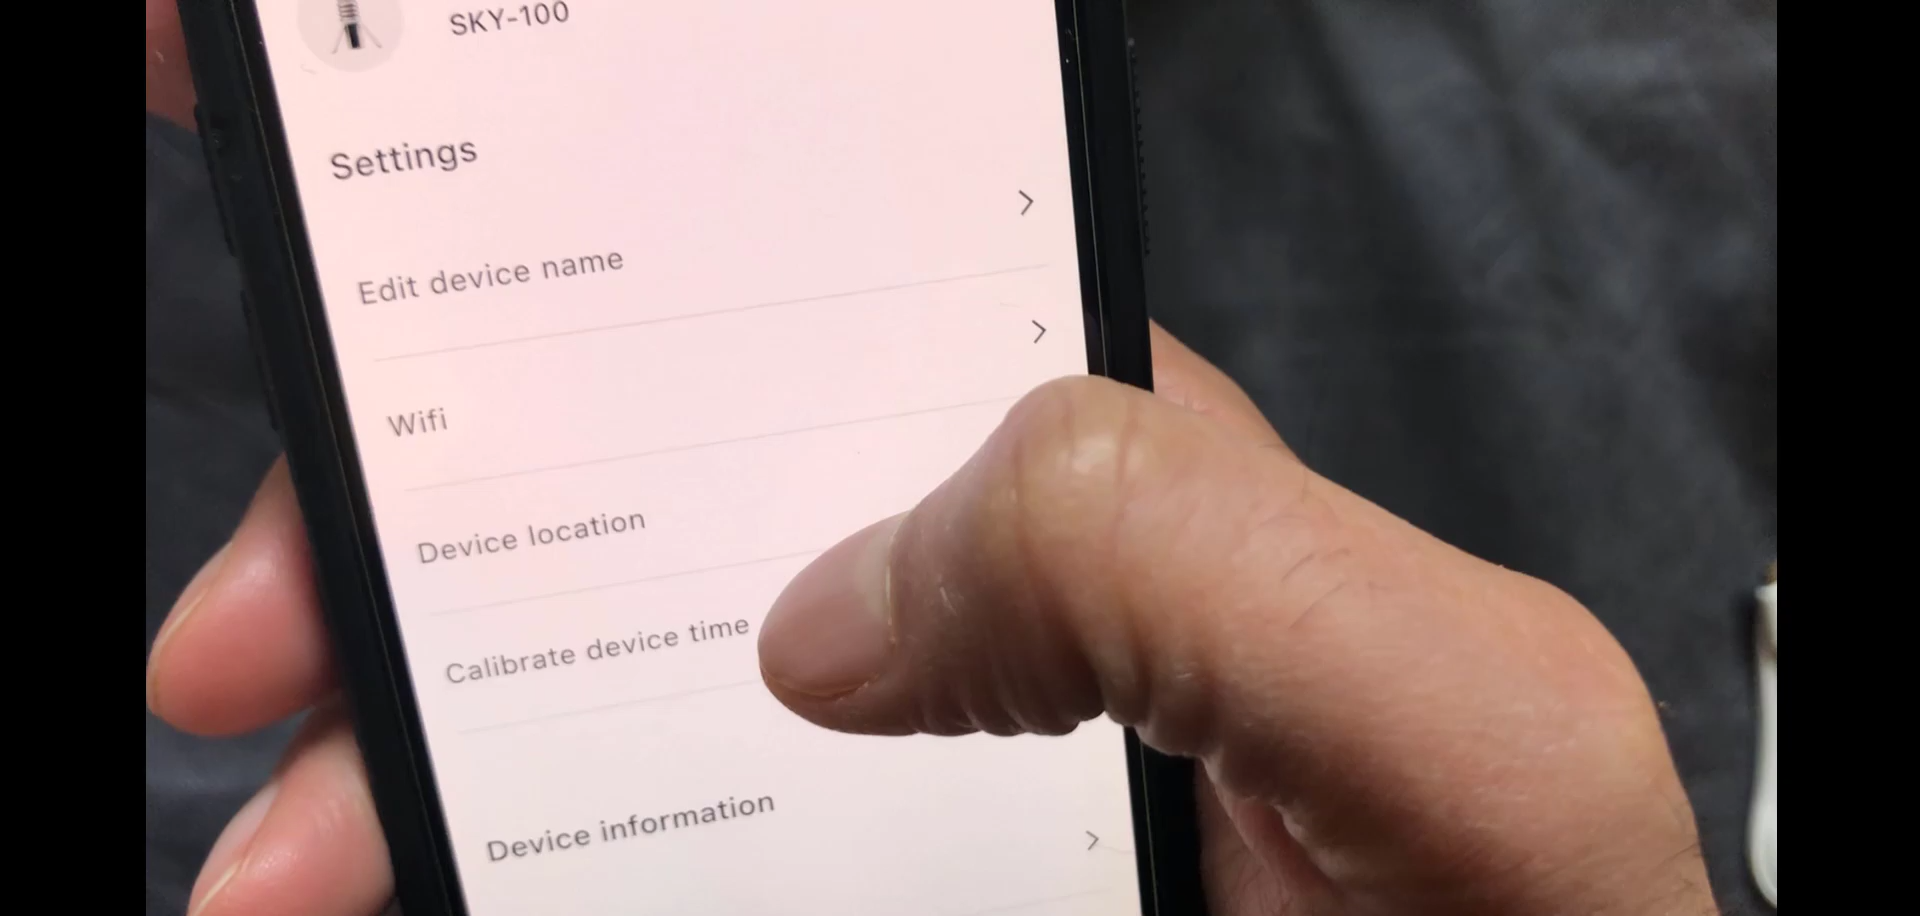 SKY-100
Settings
Edit device name
Wifi
Device location
Calibrate device time
Device information